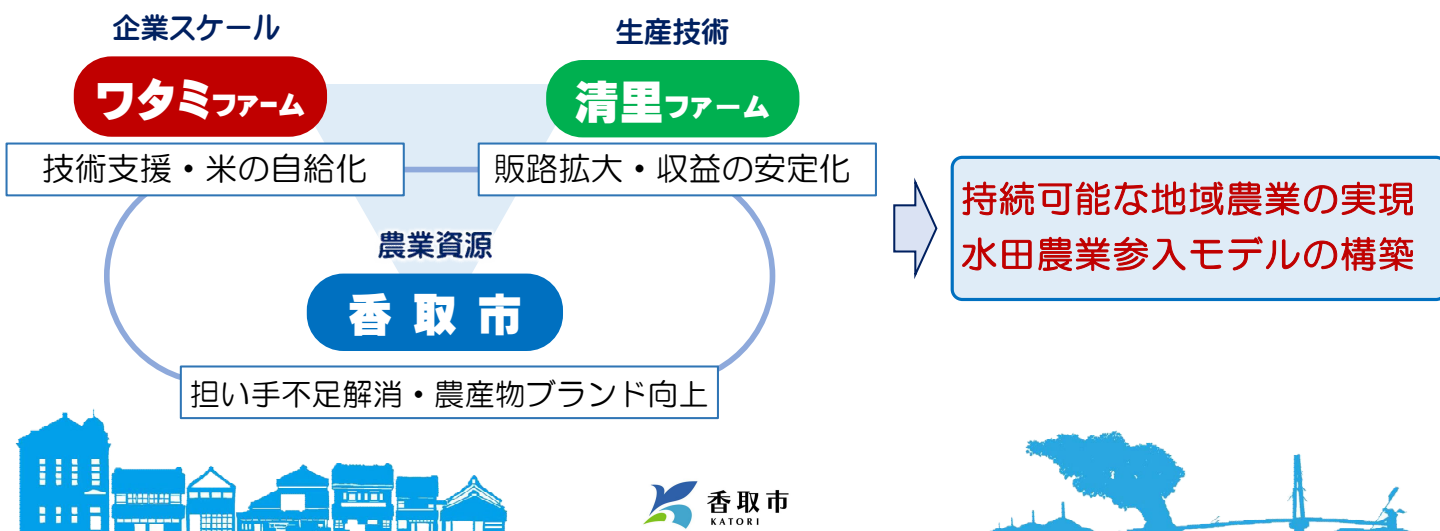 企業スケール
ワタミファーム
技術支援・米の自給化
生産技術
清里ファーム
販路拡大・収益の安定化
農業資源
香取市
担い手不足解消・農産物ブランド向上
持続可能な地域農業の実現
水田農業参入モデルの構築
香取市
KATORI